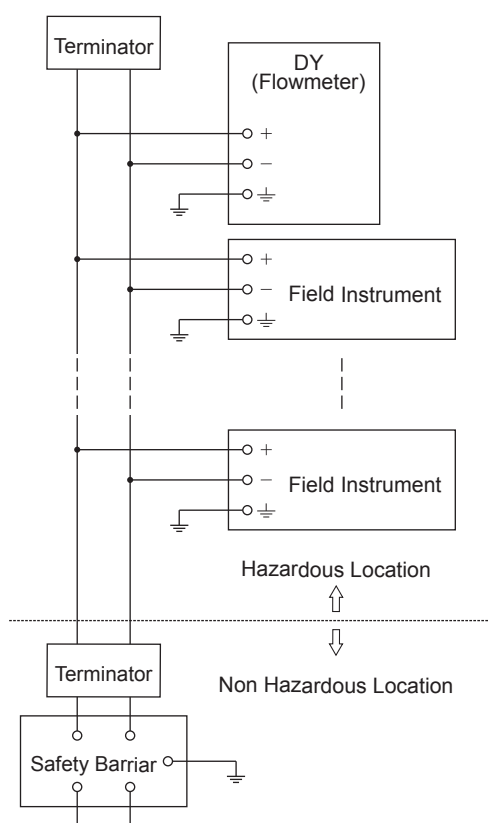 Terminator
DY
(Flowmeter)
+
−
+
−
Field Instrument
+
−
Field Instrument
Hazardous Location
Terminator
Non Hazardous Location
Safety Barriar